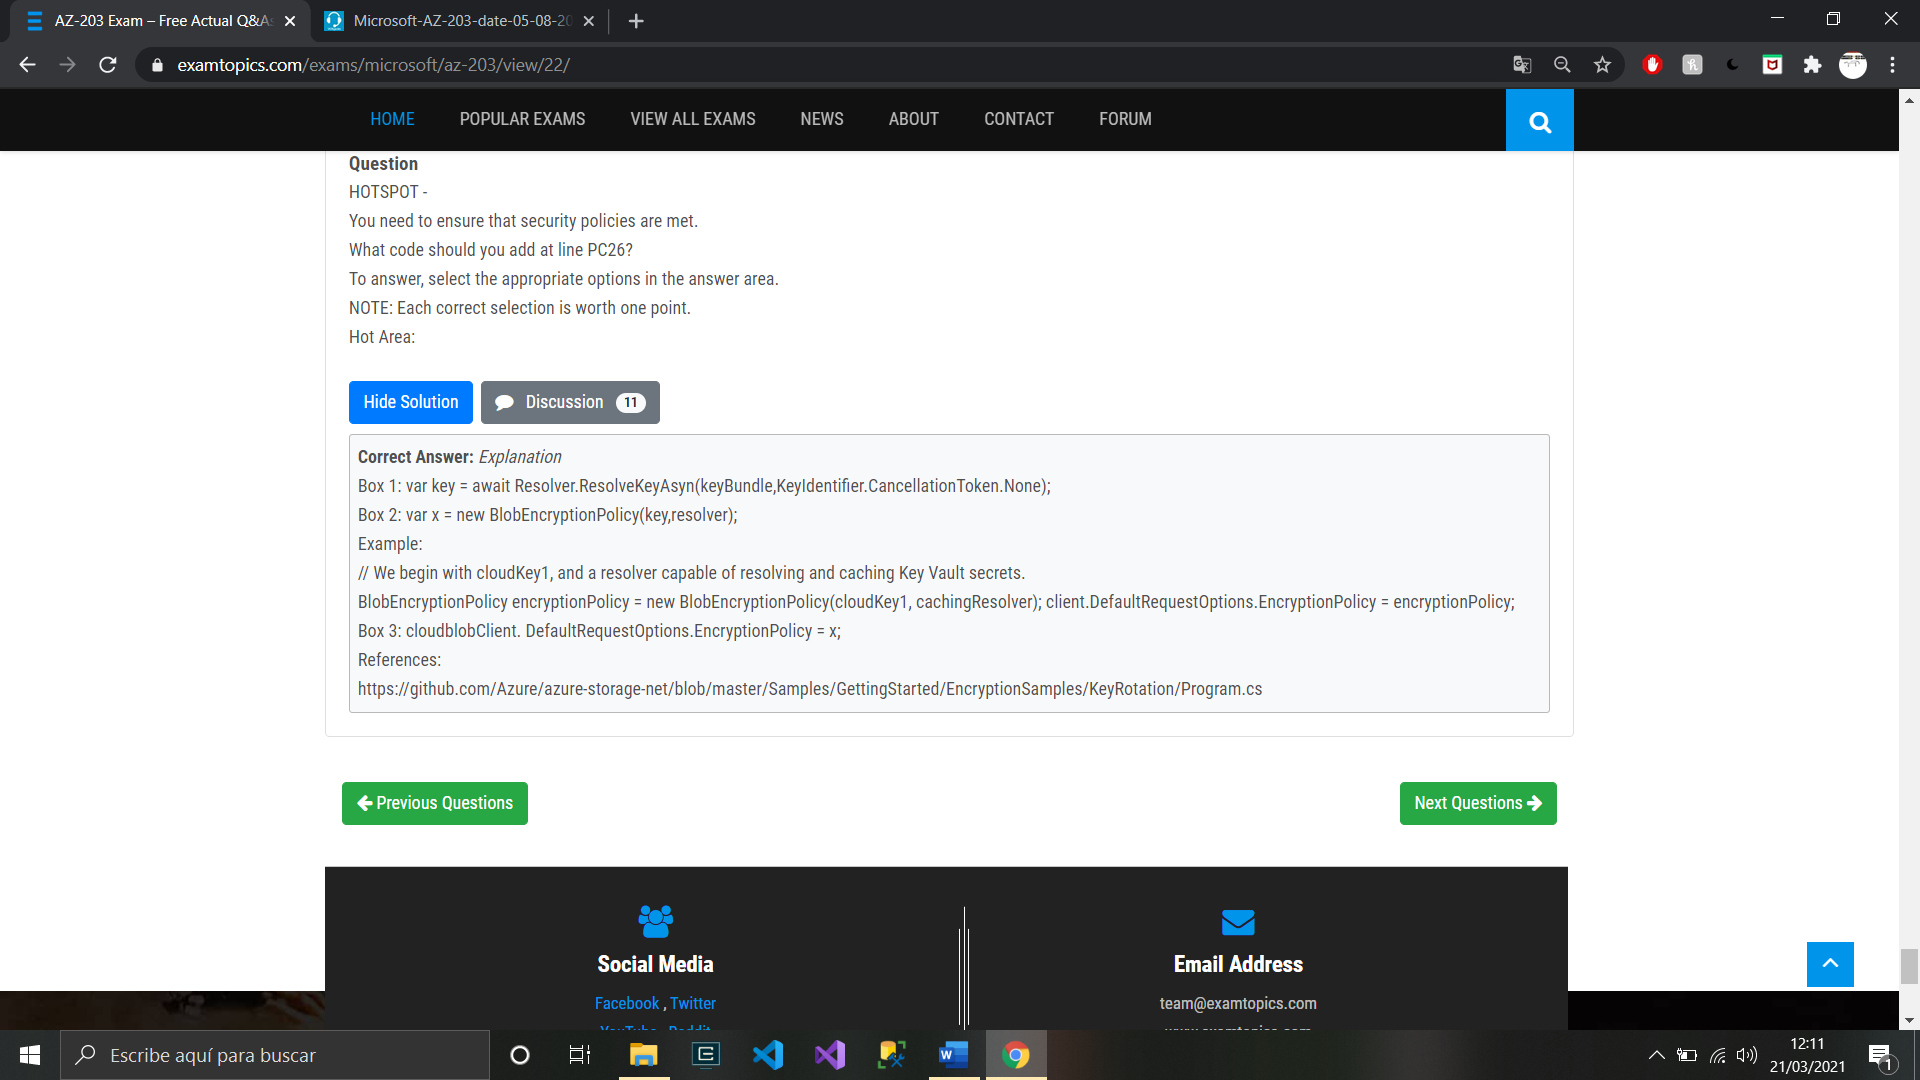 AZ-203 Exam – Free Actual Q&As
Microsoft-AZ-203-date-05-08-20
examtopics.com/exams/microsoft/az-203/view/22/
HOME POPULAR EXAMS VIEW ALL EXAMS NEWS ABOUT CONTACT FORUM
Question
HOTSPOT -
You need to ensure that security policies are met.
What code should you add at line PC26?
To answer, select the appropriate options in the answer area.
NOTE: Each correct selection is worth one point.
Hot Area:
Hide Solution Discussion 11
Correct Answer: Explanation
Box 1: var key = await Resolver.ResolveKeyAsyn(keyBundle,KeyIdentifier.CancellationToken.None);
Box 2: var x = new BlobEncryptionPolicy(key,resolver);
Example:
// We begin with cloudKey1, and a resolver capable of resolving and caching Key Vault secrets.
BlobEncryptionPolicy encryptionPolicy = new BlobEncryptionPolicy(cloudKey1, cachingResolver); client.DefaultRequestOptions.EncryptionPolicy = encryptionPolicy;
Box 3: cloudblobClient. DefaultRequestOptions.EncryptionPolicy = x;
References:
https://github.com/Azure/azure-storage-net/blob/master/Samples/GettingStarted/EncryptionSamples/KeyRotation/Program.cs
Previous Questions
Next Questions
Social Media
Facebook , Twitter
YouTube , Reddit
Email Address
team@examtopics.com
www.examtopics.com
Escribe aquí para buscar
12:11
21/03/2021
1